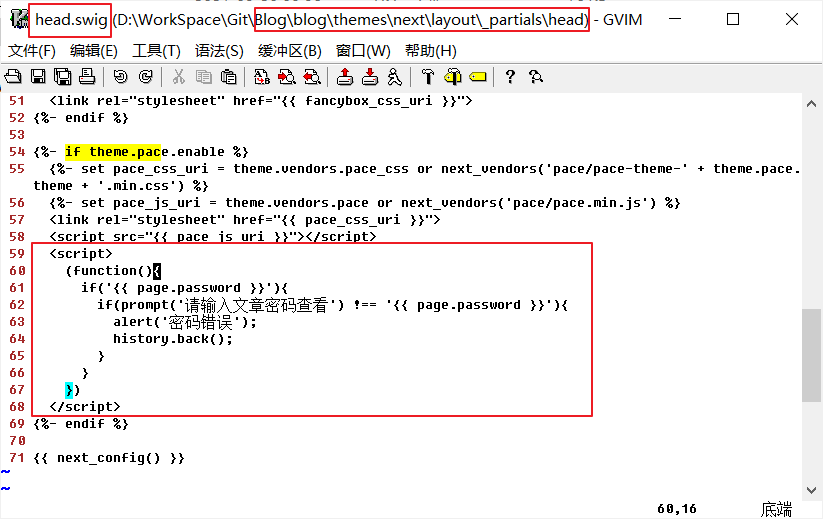 head.swig (D:\WorkSpace\Git\Blog\blog\themes\next\layout\_partials\head) - GVIM
文件(F) 编辑(E) 工具(T) 语法(S) 缓冲区(B) 窗口(W) 帮助(H)
51   <link rel="stylesheet" href="{{ fancybox_css_uri }}">
52 {%- endif %}
53
54 {%- if theme.pace.enable %}
55   {%- set pace_css_uri = theme.vendors.pace_css or next_vendors('pace/pace-theme-' + theme.pace.
theme + '.min.css') %}
56   {%- set pace_js_uri = theme.vendors.pace or next_vendors('pace/pace.min.js') %}
57   <link rel="stylesheet" href="{{ pace_css_uri }}">
58   <script src="{{ pace_js_uri }}"></script>
59   <script>
60     (function(){
61       if('{{ page.password }}'){
62         if(prompt('请输入文章密码查看') !== '{{ page.password }}'){
63           alert('密码错误');
64           history.back();
65         }
66       }
67     })
68   </script>
69 {%- endif %}
70
71 {{ next_config() }}
~
~
60,16 底端